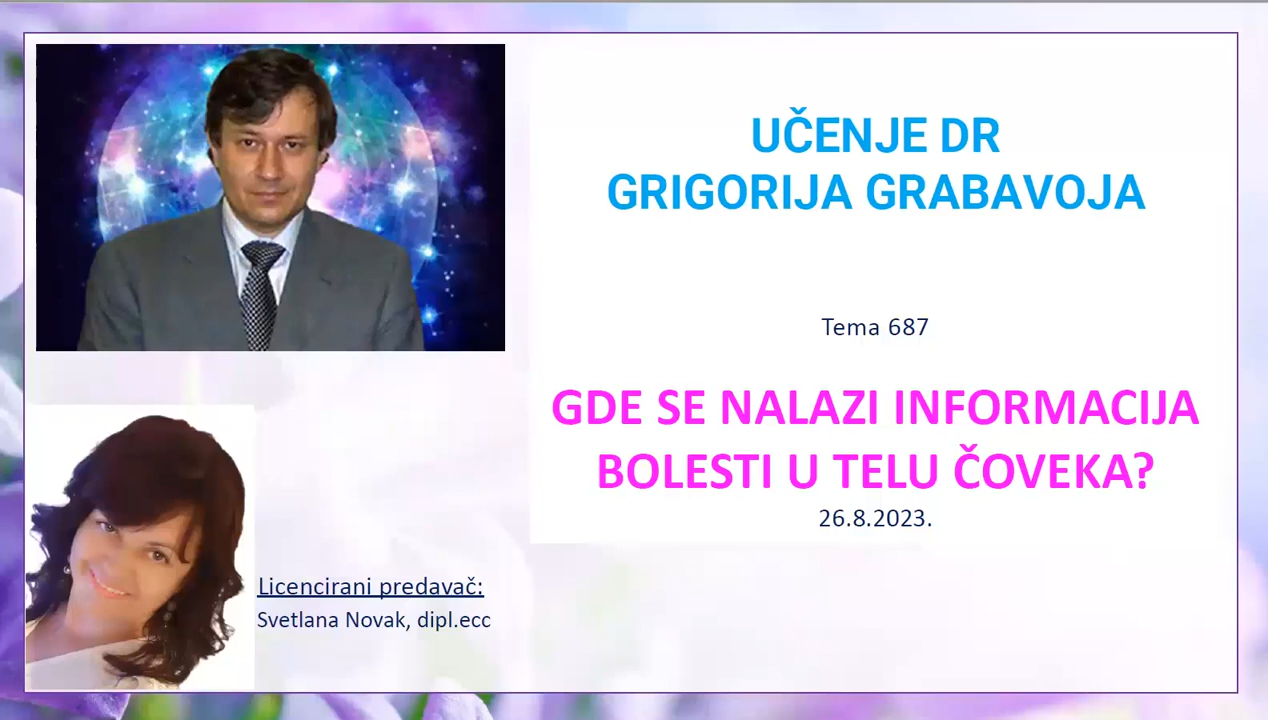 UČENJE DR
GRIGORIJA GRABAVOJA
Tema 687
GDE SE NALAZI INFORMACIJA
BOLESTI U TELU ČOVEKA?
26.8.2023.
Licencirani predavač:
Svetlana Novak, dipl.ecc